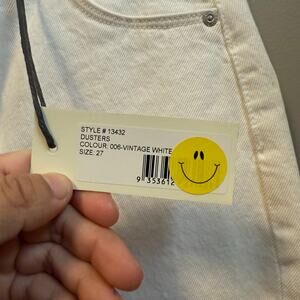 STYLE # 13432
DUSTERS
COLOUR: 006-VINTAGE WHITE
SIZE: 27
9 353612